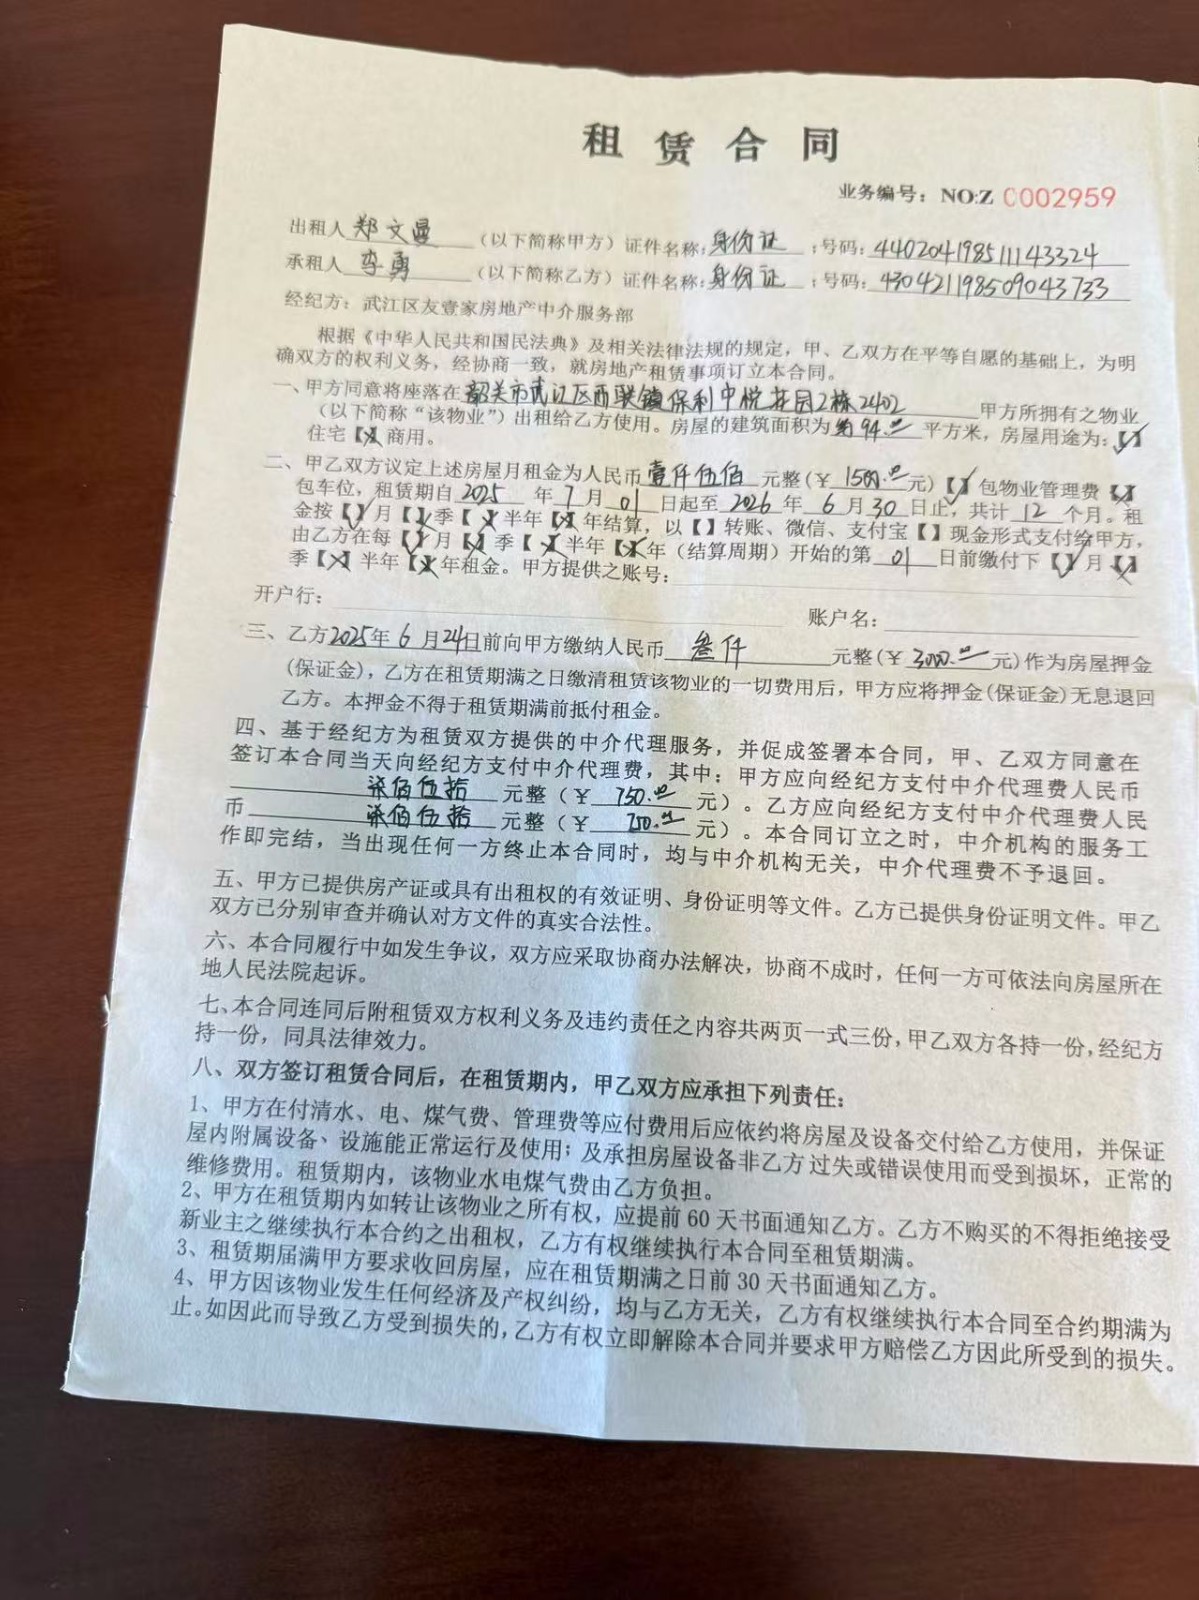 租赁合同
业务编号：NO:Z C002959
出租人 郑文曼 （以下简称甲方）证件名称：身份证 ；号码：440204198511143324
承租人 李勇 （以下简称乙方）证件名称：身份证 ；号码：430421198509043733
经纪方：武江区友壹家房地产中介服务部
根据《中华人民共和国民法典》及相关法律法规的规定，甲、乙双方在平等自愿的基础上，为明
确双方的权利义务，经协商一致，就房地产租赁事项订立本合同。
一、甲方同意将座落在 韶关市武江区西联镇保利中悦花园2栋2402 甲方所拥有之物业
（以下简称“该物业”）出租给乙方使用。房屋的建筑面积为 约94.00 平方米，房屋用途为：【✓】
住宅【X】商用。
二、甲乙双方议定上述房屋月租金为人民币 壹仟伍佰 元整（￥ 1500.00 元）【✓】包物业管理费【✓】
包车位，租赁期自 2025 年 7 月 01 日起至 2026 年 6 月 30 日止，共计 12 个月。租
金按【✓】月【X】季【X】半年【X】年结算，以【】转账、微信、支付宝【】现金形式支付给甲方，
由乙方在每【✓】月【X】季【X】半年【X】年（结算周期）开始的第 01 日前缴付下【✓】月【X】
季【X】半年【X】年租金。甲方提供之账号：
开户行： 账户名：
三、乙方 2025年 6 月 24日前向甲方缴纳人民币 叁仟 元整（￥ 3000.00 元）作为房屋押金
（保证金），乙方在租赁期满之日缴清租赁该物业的一切费用后，甲方应将押金（保证金）无息退回
乙方。本押金不得于租赁期满前抵付租金。
四、基于经纪方为租赁双方提供的中介代理服务，并促成签署本合同，甲、乙双方同意在
签订本合同当天向经纪方支付中介代理费，其中：甲方应向经纪方支付中介代理费人民币
柒佰伍拾 元整（￥ 750.00 元）。乙方应向经纪方支付中介代理费人民
币 柒佰伍拾 元整（￥ 750.00 元）。本合同订立之时，中介机构的服务工
作即完结，当出现任何一方终止本合同时，均与中介机构无关，中介代理费不予退回。
五、甲方已提供房产证或具有出租权的有效证明、身份证明等文件。乙方已提供身份证明文件。甲乙
双方已分别审查并确认对方文件的真实合法性。
六、本合同履行中如发生争议，双方应采取协商办法解决，协商不成时，任何一方可依法向房屋所在
地人民法院起诉。
七、本合同连同后附租赁双方权利义务及违约责任之内容共两页一式三份，甲乙双方各持一份，经纪方
持一份，同具法律效力。
八、双方签订租赁合同后，在租赁期内，甲乙双方应承担下列责任：
1、甲方在付清水、电、煤气费、管理费等应付费用后应依约将房屋及设备交付给乙方使用，并保证
屋内附属设备、设施能正常运行及使用；及承担房屋设备非乙方过失或错误使用而受到损坏，正常的
维修费用。租赁期内，该物业水电煤气费由乙方负担。
2、甲方在租赁期内如转让该物业之所有权，应提前60天书面通知乙方。乙方不购买的不得拒绝接受
新业主之继续执行本合约之出租权，乙方有权继续执行本合同至租赁期满。
3、租赁期届满甲方要求收回房屋，应在租赁期满之日前30天书面通知乙方。
4、甲方因该物业发生任何经济及产权纠纷，均与乙方无关，乙方有权继续执行本合同至合约期满为
止。如因此而导致乙方受到损失的，乙方有权立即解除本合同并要求甲方赔偿乙方因此所受到的损失。